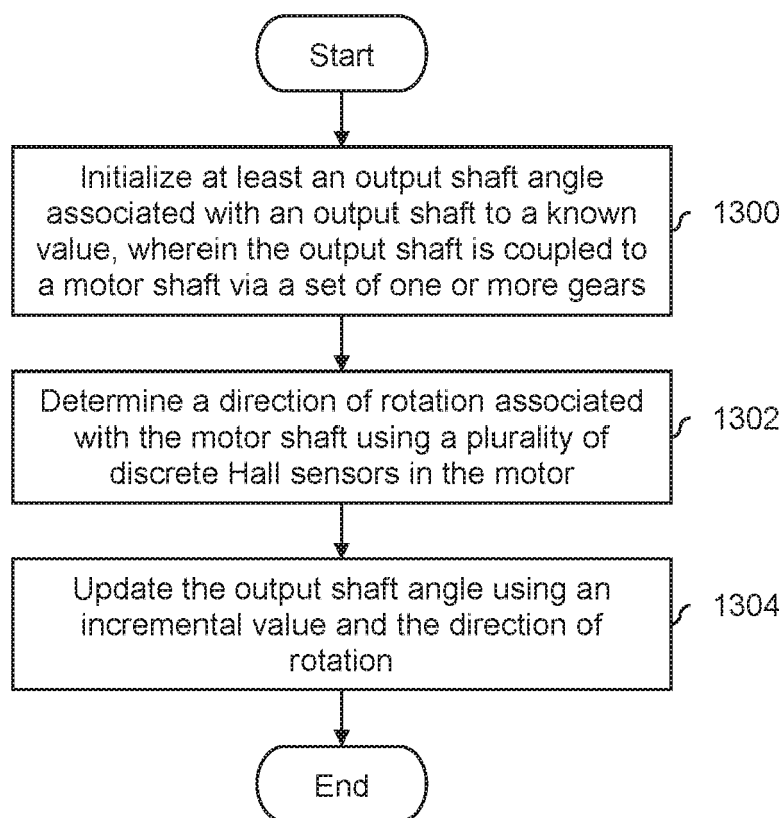 Start
Initialize at least an output shaft angle
associated with an output shaft to a known
value, wherein the output shaft is coupled to
a motor shaft via a set of one or more gears
1300
Determine a direction of rotation associated
with the motor shaft using a plurality of
discrete Hall sensors in the motor
1302
Update the output shaft angle using an
incremental value and the direction of
rotation
1304
End